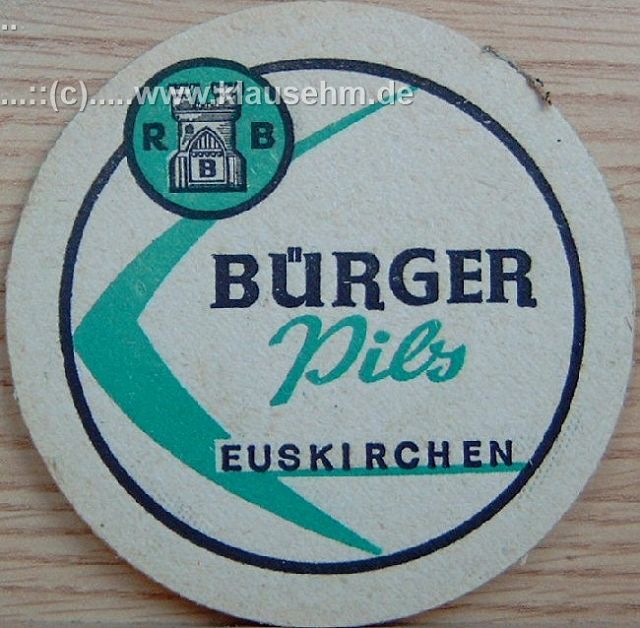 ...::(c).....www.klausehm.de
R B
B
BÜRGER
Pils
EUSKIRCHEN